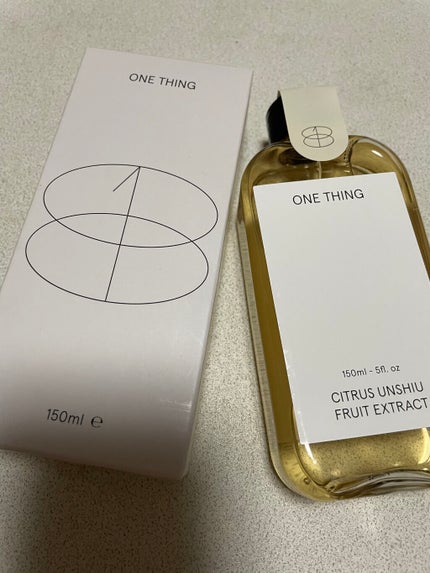 ONE THING
150ml ℮
ONE THING
150ml - 5fl. oz
CITRUS UNSHIU
FRUIT EXTRACT